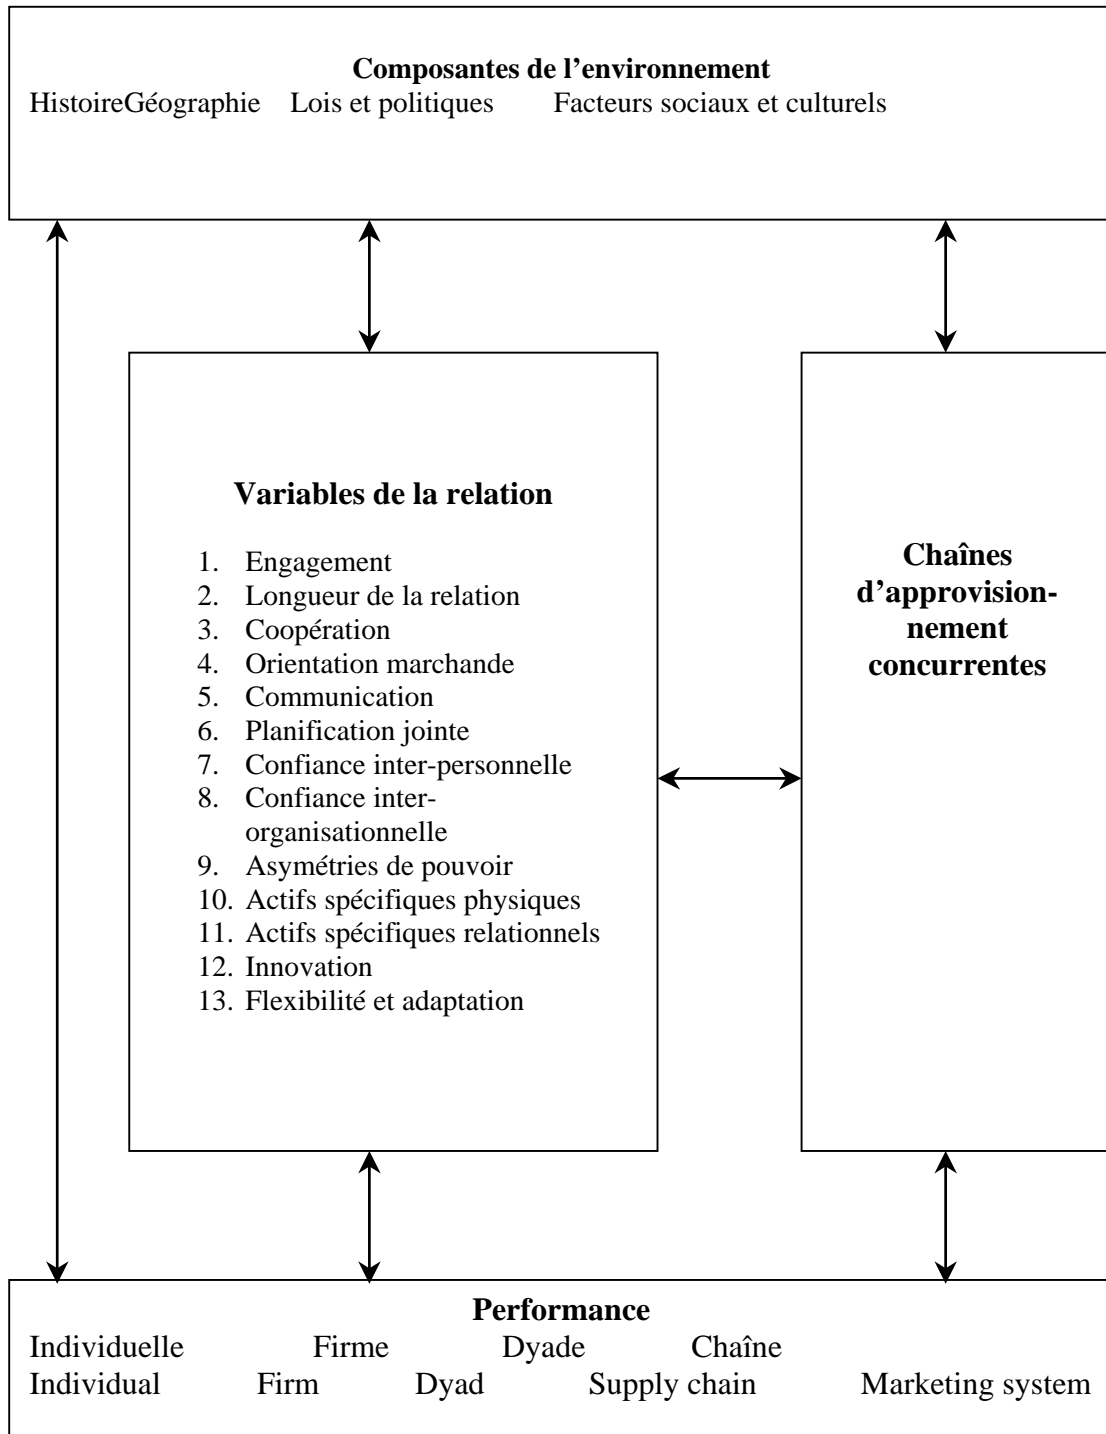 Composantes de l’environnement
HistoireGéographie Lois et politiques Facteurs sociaux et culturels
Variables de la relation
1. Engagement
2. Longueur de la relation
3. Coopération
4. Orientation marchande
5. Communication
6. Planification jointe
7. Confiance inter-personnelle
8. Confiance inter-
organisationnelle
9. Asymétries de pouvoir
10. Actifs spécifiques physiques
11. Actifs spécifiques relationnels
12. Innovation
13. Flexibilité et adaptation
Chaînes
d’approvision-
nement
concurrentes
Performance
Individuelle Firme Dyade Chaîne
Individual Firm Dyad Supply chain Marketing system